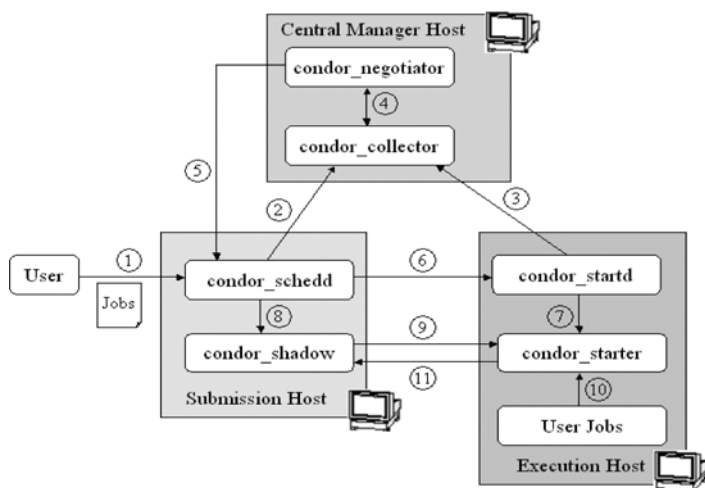 Central Manager Host
condor_negotiator
4
condor_collector
5
2
3
User
1
Jobs
condor_schedd
6
condor_startd
8
7
condor_shadow
9
condor_starter
11
10
Submission Host
User Jobs
Execution Host